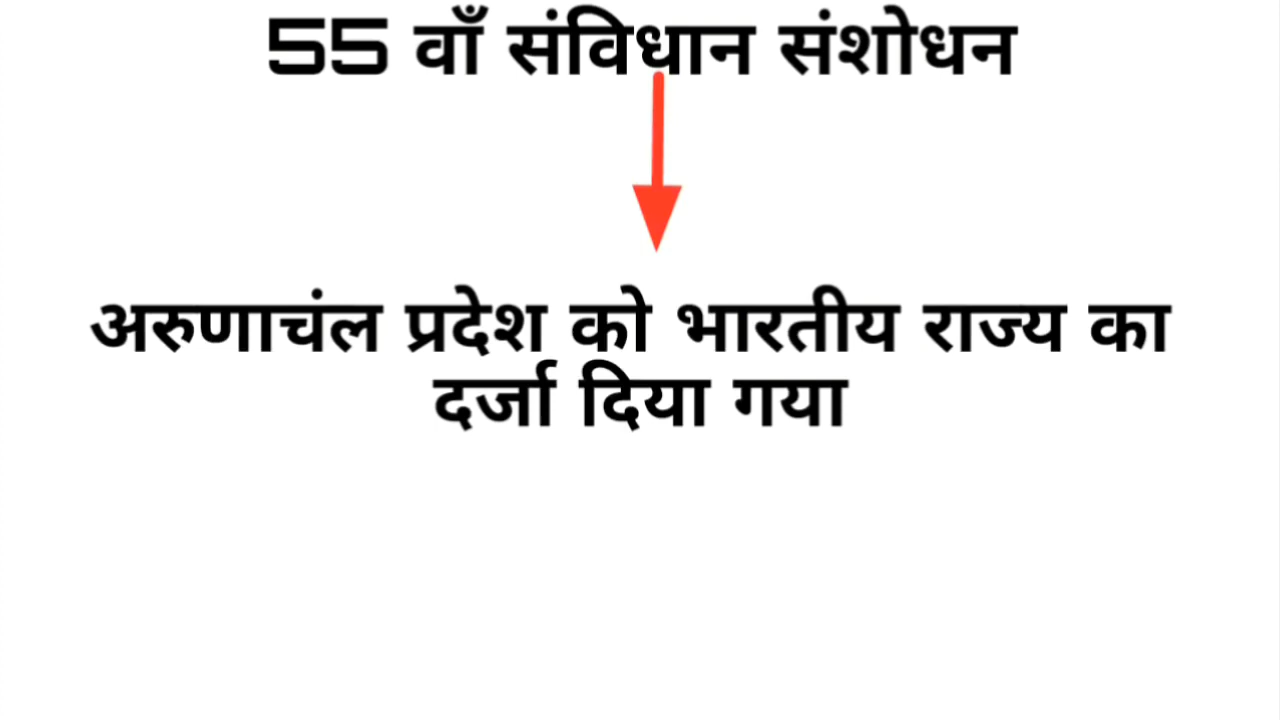 55 वाँ संविधान संशोधन
अरुणाचंल प्रदेश को भारतीय राज्य का
दर्जा दिया गया